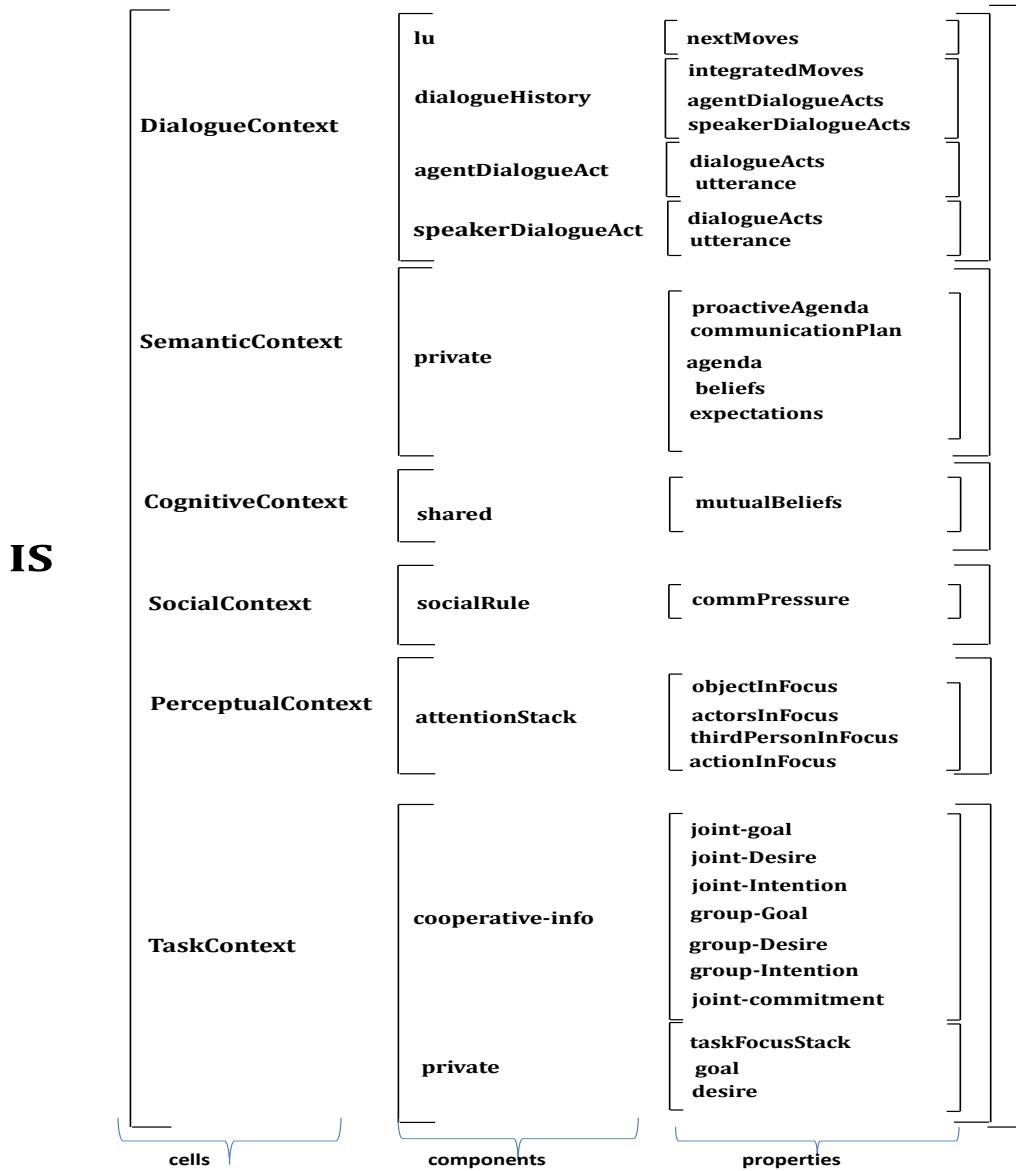 lu
nextMoves
integratedMoves
dialogueHistory
agentDialogueActs
DialogueContext
speakerDialogueActs
dialogueActs
agentDialogueAct
utterance
dialogueActs
speakerDialogueAct
utterance
proactiveAgenda
communicationPlan
SemanticContext
private
agenda
beliefs
expectations
CognitiveContext
shared
mutualBeliefs
IS
SocialContext
socialRule
commPressure
objectInFocus
PerceptualContext
attentionStack
actorsInFocus
thirdPersonInFocus
actionInFocus
joint-goal
joint-Desire
joint-Intention
cooperative-info
group-Goal
TaskContext
group-Desire
group-Intention
joint-commitment
taskFocusStack
private
goal
desire
cells
components
properties